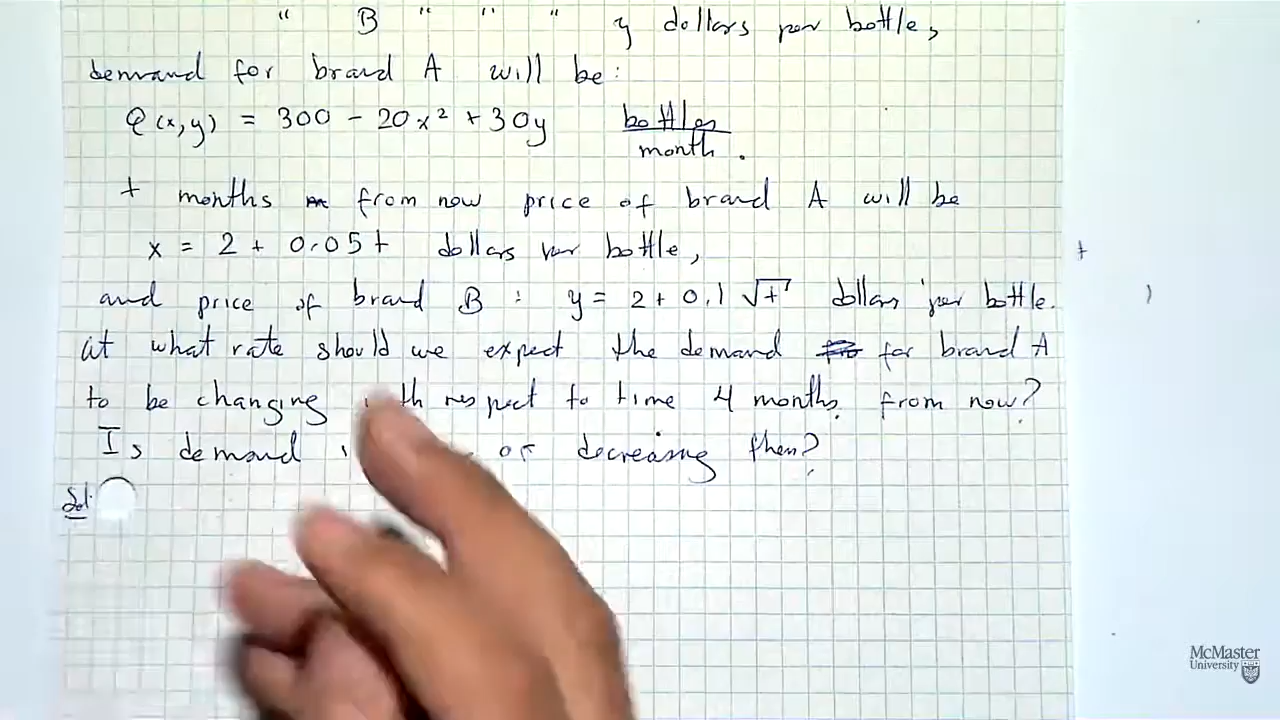 " B " " " y dollars per bottle,
demand for brand A will be:
Q(x,y) = 300 - 20x² + 30y bottles/month.
t months from now price of brand A will be
x = 2 + 0.05t dollars per bottle,
and price of brand B : y = 2 + 0.1 √t dollars per bottle.
at what rate should we expect the demand for brand A
to be changing with respect to time 4 months from now?
Is demand or decreasing then?
Sol.
McMaster
University